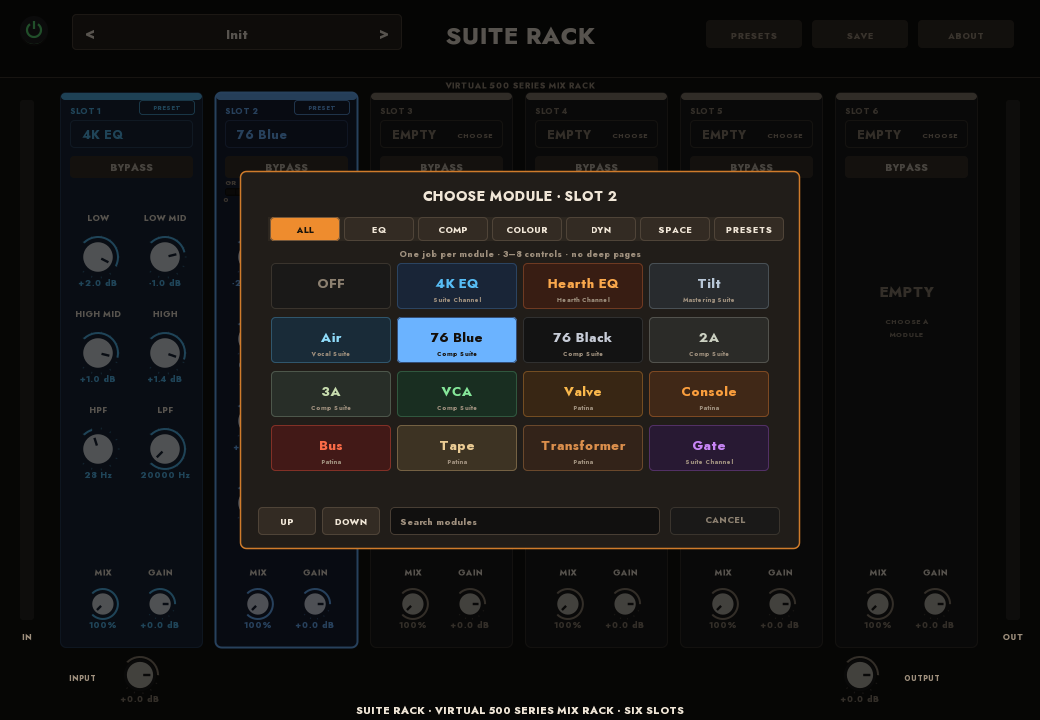 < Init >
SUITE RACK
PRESETS SAVE ABOUT
VIRTUAL 500 SERIES MIX RACK
SLOT 1 PRESET SLOT 2 PRESET SLOT 3 SLOT 4 SLOT 5 SLOT 6
4K EQ 76 Blue EMPTY CHOOSE EMPTY CHOOSE EMPTY CHOOSE EMPTY CHOOSE
BYPASS BYPASS BYPASS BYPASS BYPASS BYPASS
GR
0
CHOOSE MODULE · SLOT 2
ALL EQ COMP COLOUR DYN SPACE PRESETS
One job per module · 3–8 controls · no deep pages
OFF 4K EQ Hearth EQ Tilt
Suite Channel Hearth Channel Mastering Suite
Air 76 Blue 76 Black 2A
Vocal Suite Comp Suite Comp Suite Comp Suite
3A VCA Valve Console
Comp Suite Comp Suite Patina Patina
Bus Tape Transformer Gate
Patina Patina Patina Suite Channel
UP DOWN Search modules CANCEL
LOW LOW MID
+2.0 dB -1.0 dB
HIGH MID HIGH
+1.0 dB +1.4 dB
HPF LPF
28 Hz 20000 Hz
EMPTY
CHOOSE A
MODULE
MIX GAIN MIX GAIN MIX GAIN MIX GAIN MIX GAIN MIX GAIN
100% +0.0 dB 100% +0.0 dB 100% +0.0 dB 100% +0.0 dB 100% +0.0 dB 100% +0.0 dB
IN OUT
INPUT OUTPUT
+0.0 dB +0.0 dB
SUITE RACK · VIRTUAL 500 SERIES MIX RACK · SIX SLOTS